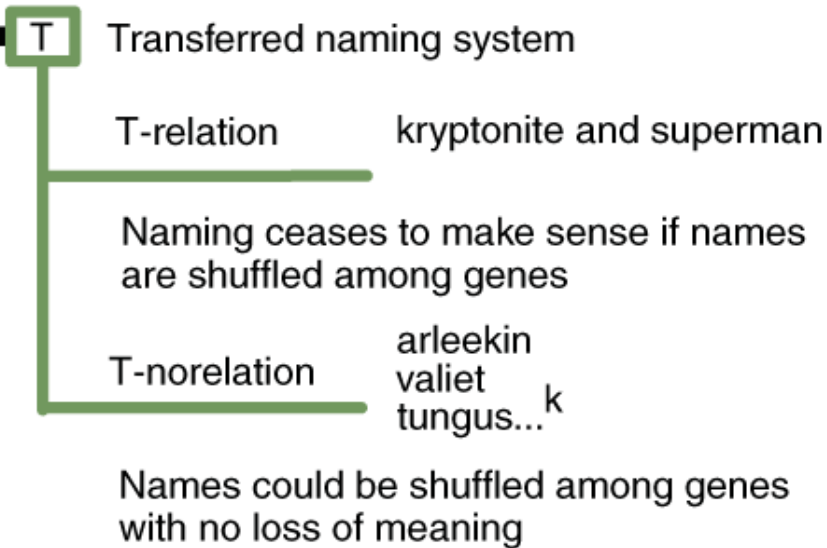 T Transferred naming system
T-relation kryptonite and superman
Naming ceases to make sense if names
are shuffled among genes
T-norelation
arleekin
valiet
tungus...k
Names could be shuffled among genes
with no loss of meaning